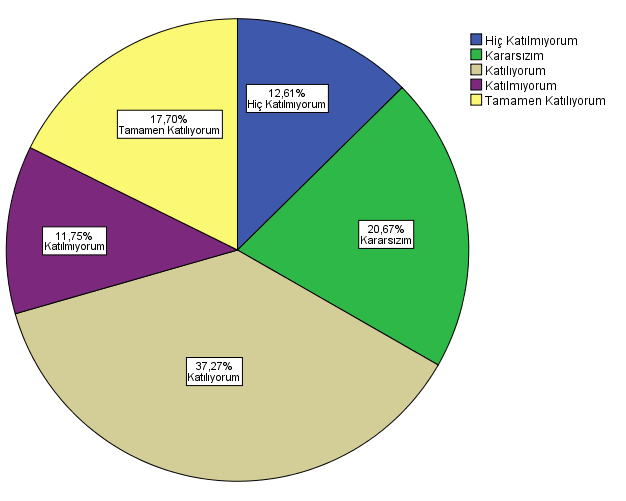 Hiç Katılmıyorum
Kararsızım
Katılıyorum
Katılmıyorum
Tamamen Katılıyorum
12,61%
Hiç Katılmıyorum
17,70%
Tamamen Katılıyorum
20,67%
Kararsızım
11,75%
Katılmıyorum
37,27%
Katılıyorum